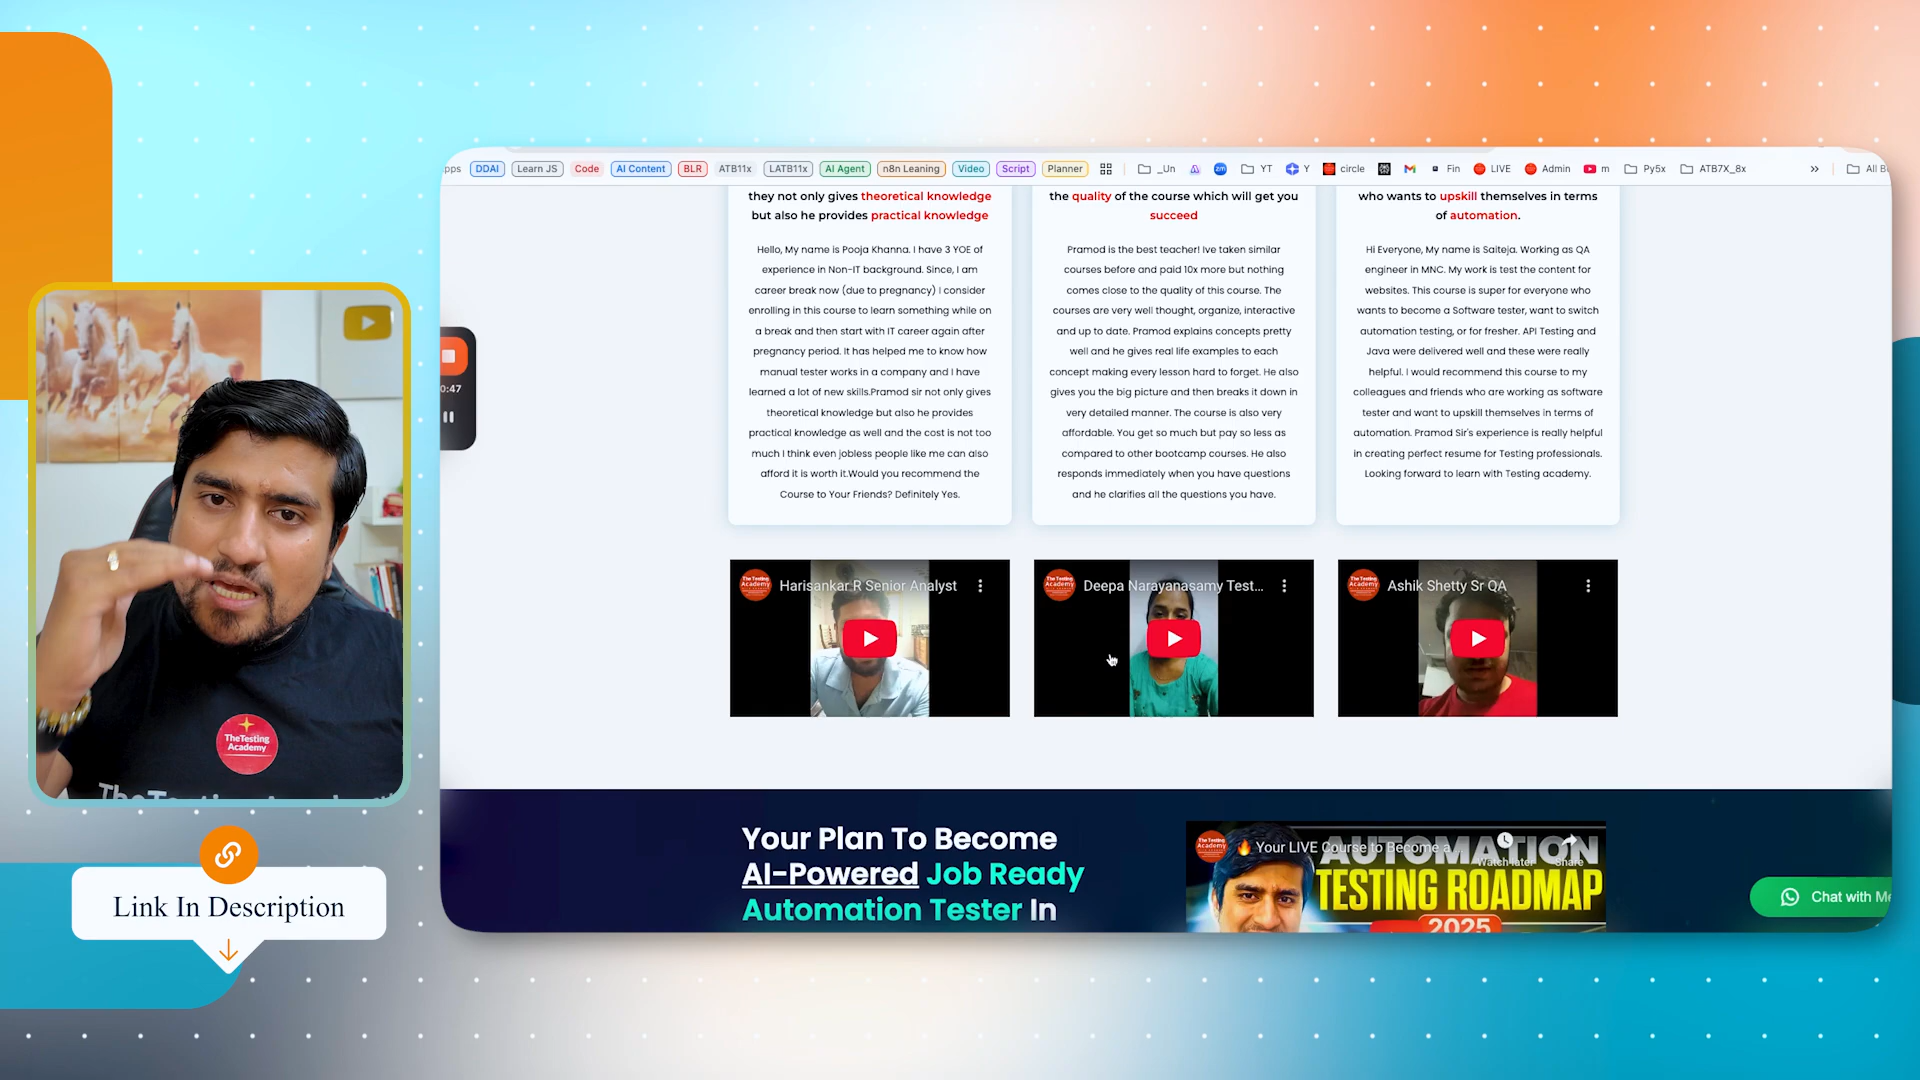 pps DDAI Learn JS Code AI Content BLR ATB11x LATB11x AI Agent n8n Leaning Video Script Planner _Un YT Y circle Fin LIVE Admin m Py5x ATB7X_8x » All B
they not only gives theoretical knowledge
but also he provides practical knowledge
Hello, My name is Pooja Khanna. I have 3 YOE of
experience in Non-IT background. Since, I am
career break now (due to pregnancy) I consider
enrolling in this course to learn something while on
a break and then start with IT career again after
pregnancy period. It has helped me to know how
manual tester works in a company and I have
learned a lot of new skills.Pramod sir not only gives
theoretical knowledge but also he provides
practical knowledge as well and the cost is not too
much I think even jobless people like me can also
afford it is worth it.Would you recommend the
Course to Your Friends? Definitely Yes.
the quality of the course which will get you
succeed
Pramod is the best teacher! Ive taken similar
courses before and paid 10x more but nothing
comes close to the quality of this course. The
courses are very well thought, organize, interactive
and up to date. Pramod explains concepts pretty
well and he gives real life examples to each
concept making every lesson hard to forget. He also
gives you the big picture and then breaks it down in
very detailed manner. The course is also very
affordable. You get so much but pay so less as
compared to other bootcamp courses. He also
responds immediately when you have questions
and he clarifies all the questions you have.
who wants to upskill themselves in terms
of automation.
Hi Everyone, My name is Saiteja. Working as QA
engineer in MNC. My work is test the content for
websites. This course is super for everyone who
wants to become a Software tester, want to switch
automation testing, or for fresher. API Testing and
Java were delivered well and these were really
helpful. I would recommend this course to my
colleagues and friends who are working as software
tester and want to upskill themselves in terms of
automation. Pramod Sir's experience is really helpful
in creating perfect resume for Testing professionals.
Looking forward to learn with Testing academy.
0:47
The Testing
Academy
Harisankar R Senior Analyst
The Testing
Academy
Deepa Narayanasamy Test...
The Testing
Academy
Ashik Shetty Sr QA
TheTesting
Academy
Your Plan To Become
AI-Powered Job Ready
Automation Tester In
Your LIVE Course to Become a
Watch later
Share
AUTOMATION
TESTING ROADMAP
2025
Chat with Me
Link In Description